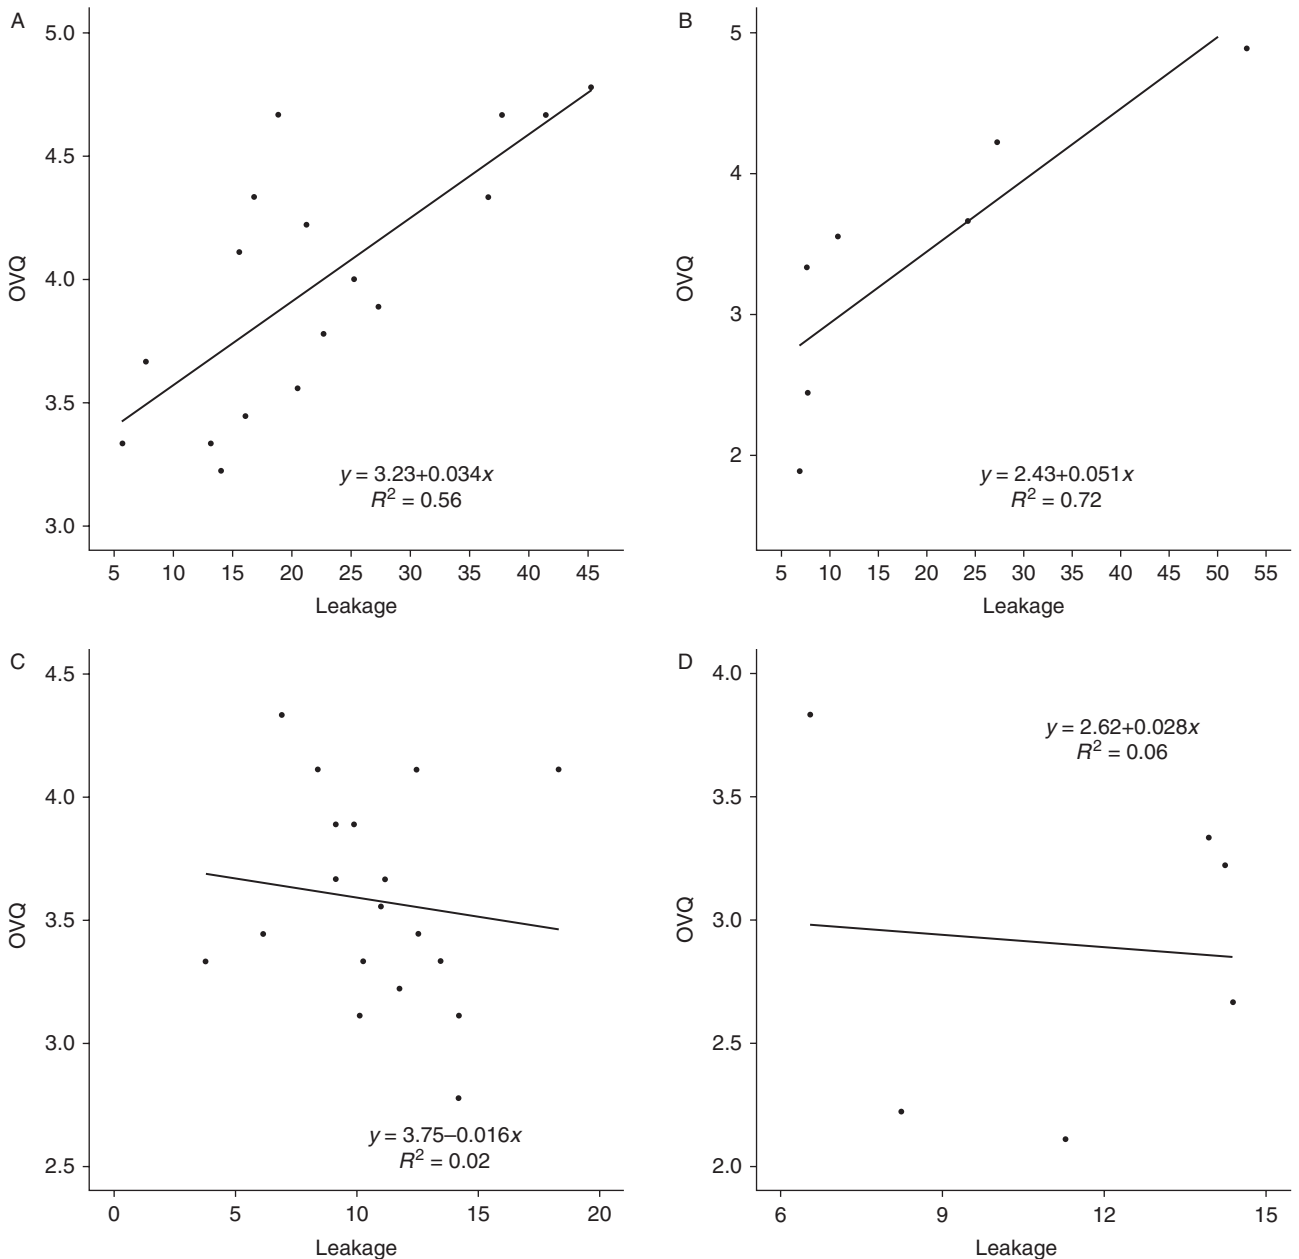 A
5.0
4.5
4.0
3.5
3.0
OVQ
y = 3.23+0.034x
R² = 0.56
5 10 15 20 25 30 35 40 45
Leakage
B
5
4
3
2
OVQ
y = 2.43+0.051x
R² = 0.72
5 10 15 20 25 30 35 40 45 50 55
Leakage
C
4.5
4.0
3.5
3.0
2.5
OVQ
y = 3.75–0.016x
R² = 0.02
0 5 10 15 20
Leakage
D
4.0
3.5
3.0
2.5
2.0
OVQ
y = 2.62+0.028x
R² = 0.06
6 9 12 15
Leakage